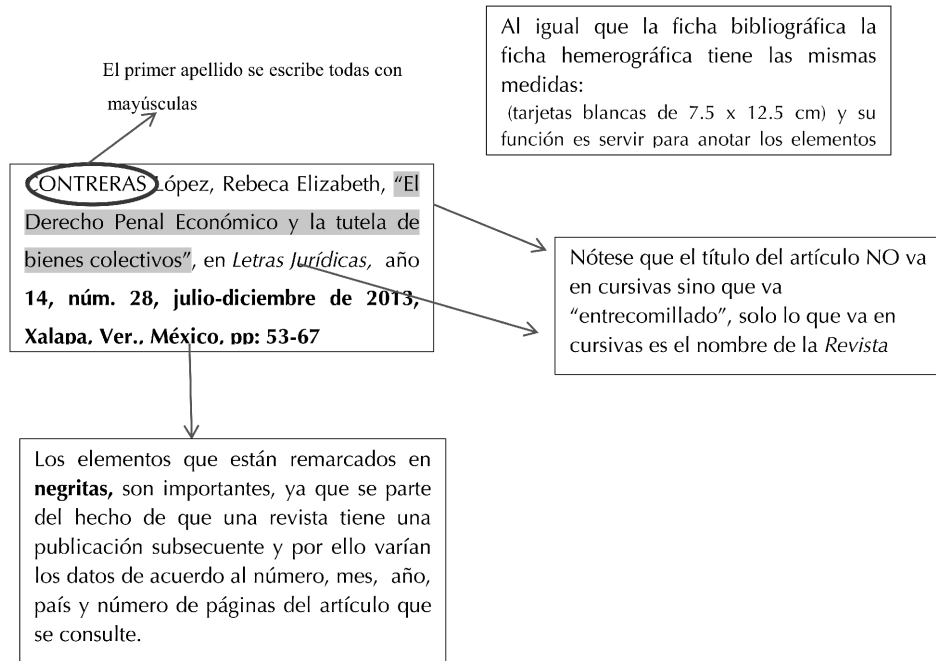 Al igual que la ficha bibliográfica la
ficha hemerográfica tiene las mismas
medidas:
(tarjetas blancas de 7.5 x 12.5 cm) y su
función es servir para anotar los elementos
El primer apellido se escribe todas con
mayúsculas
CONTRERAS López, Rebeca Elizabeth, “El
Derecho Penal Económico y la tutela de
bienes colectivos”, en Letras Jurídicas, año
14, núm. 28, julio-diciembre de 2013,
Xalapa, Ver., México, pp: 53-67
Nótese que el título del artículo NO va
en cursivas sino que va
“entrecomillado”, solo lo que va en
cursivas es el nombre de la Revista
Los elementos que están remarcados en
negritas, son importantes, ya que se parte
del hecho de que una revista tiene una
publicación subsecuente y por ello varían
los datos de acuerdo al número, mes, año,
país y número de páginas del artículo que
se consulte.